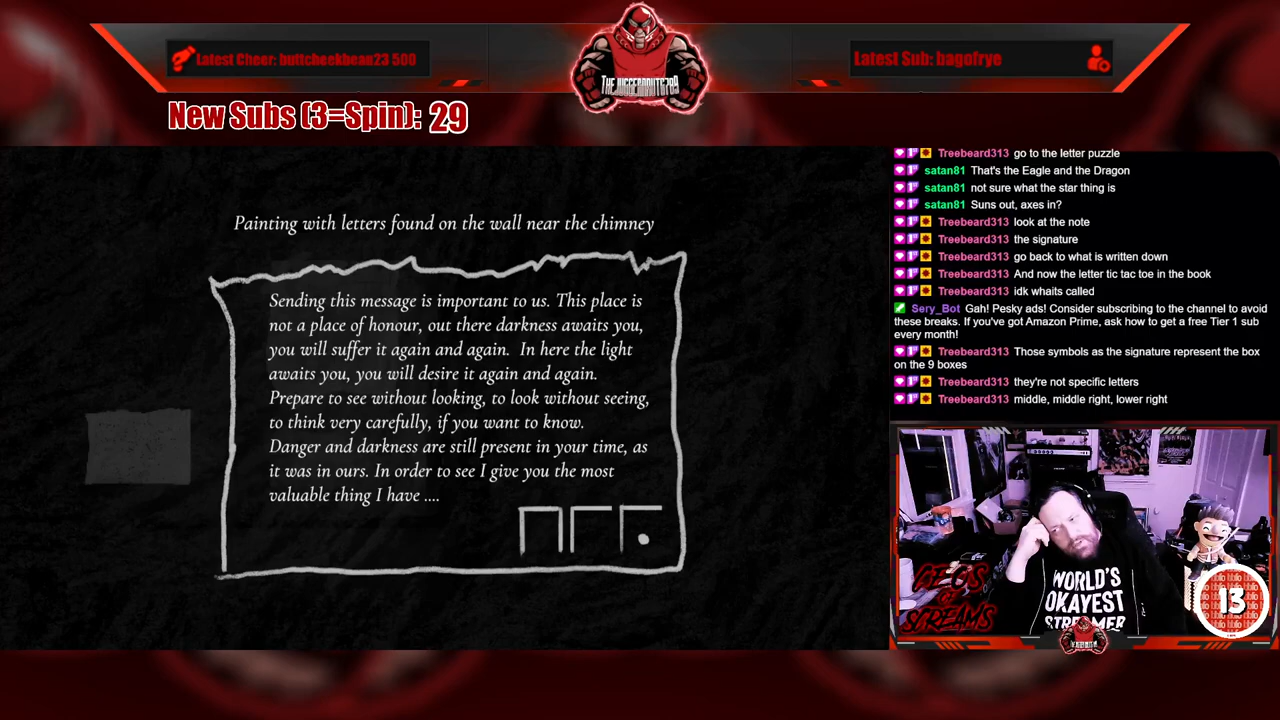 Latest Cheer: buttcheekbean23 500
THEJUGGERNAUT6789
Latest Sub: bagofrye
New Subs (3=Spin): 29
Painting with letters found on the wall near the chimney
Sending this message is important to us. This place is
not a place of honour, out there darkness awaits you,
you will suffer it again and again. In here the light
awaits you, you will desire it again and again.
Prepare to see without looking, to look without seeing,
to think very carefully, if you want to know.
Danger and darkness are still present in your time, as
it was in ours. In order to see I give you the most
valuable thing I have ....
Treebeard313 go to the letter puzzle
satan81 That's the Eagle and the Dragon
satan81 not sure what the star thing is
satan81 Suns out, axes in?
Treebeard313 look at the note
Treebeard313 the signature
Treebeard313 go back to what is written down
Treebeard313 And now the letter tic tac toe in the book
Treebeard313 idk whaits called
Sery_Bot Gah! Pesky ads! Consider subscribing to the channel to avoid
these breaks. If you've got Amazon Prime, ask how to get a free Tier 1 sub
every month!
Treebeard313 Those symbols as the signature represent the box
on the 9 boxes
Treebeard313 they're not specific letters
Treebeard313 middle, middle right, lower right
WORLD'S
OKAYEST
STREAMER
SCREAMS
13